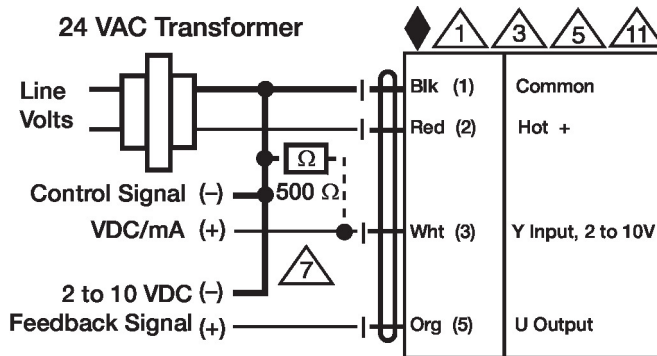 24 VAC Transformer
1 3 5 11
Line
Volts
Blk (1) Common
Red (2) Hot +
Ω
500 Ω
Control Signal (–)
VDC/mA (+)
Wht (3) Y Input, 2 to 10V
7
2 to 10 VDC (–)
Feedback Signal (+)
Org (5) U Output